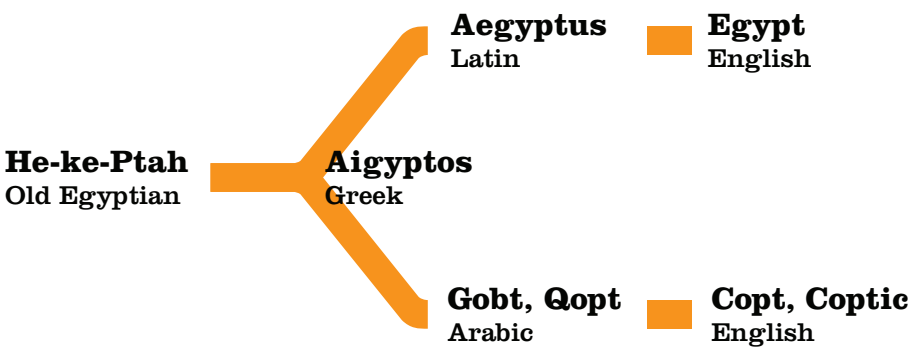 He-ke-Ptah
Old Egyptian
Aigyptos
Greek
Aegyptus
Latin
Egypt
English
Gobt, Qopt
Arabic
Copt, Coptic
English